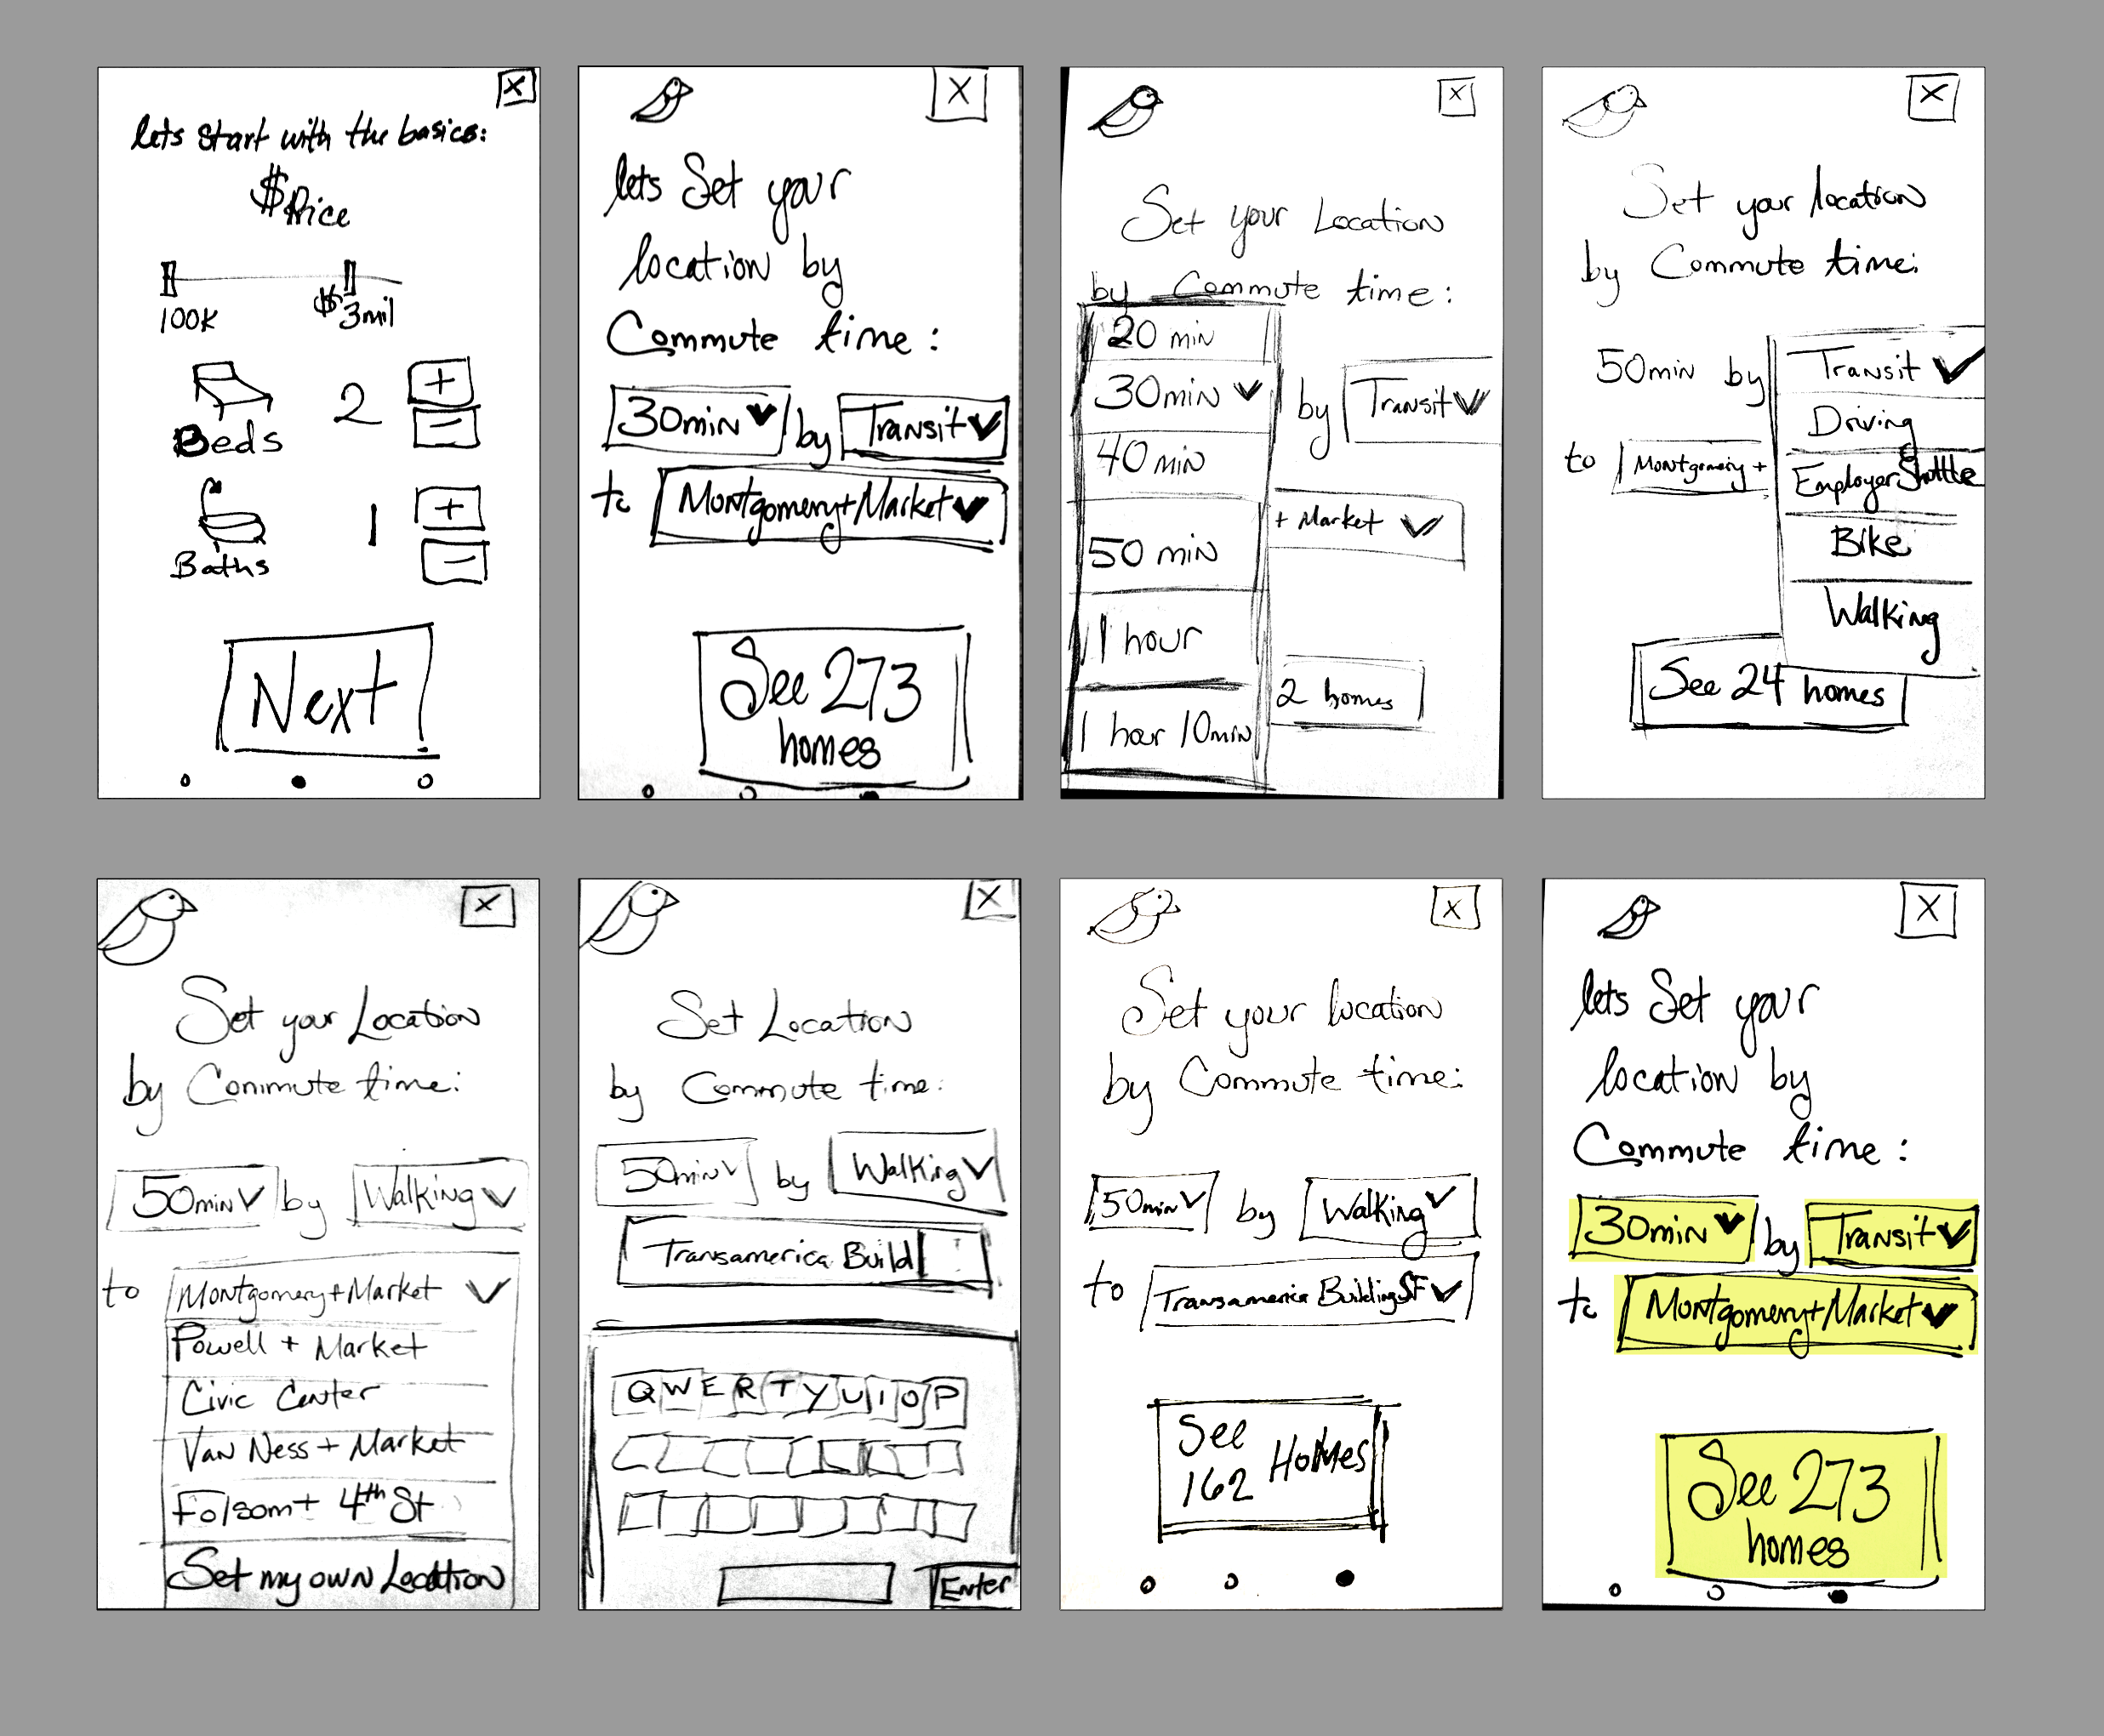 X
lets start with the basics:
$Price
100K $3mil
Beds 2 + –
Baths 1 + –
Next
X
lets Set your
location by
Commute time:
30min by Transit
to Montgomery+Market
See 273
homes
X
Set your Location
by Commute time:
20 min
30min by Transit
40 min
+ Market
50 min
1 hour
2 homes
1 hour 10min
X
Set your location
by Commute time:
50min by Transit
Driving
to Montgomery +
Employer Shuttle
Bike
Walking
See 24 homes
X
Set your Location
by Commute time:
50min by Walking
to Montgomery+Market
Powell + Market
Civic Center
Van Ness + Market
Folsom+ 4th St
Set my own Location
X
Set Location
by Commute time:
50min by Walking
Transamerica Build
Q W E R T Y U I O P
Enter
X
Set your location
by Commute time:
50min by Walking
to Transamerica Building SF
See
162 Homes
X
lets Set your
location by
Commute time:
30min by Transit
to Montgomery+Market
See 273
homes